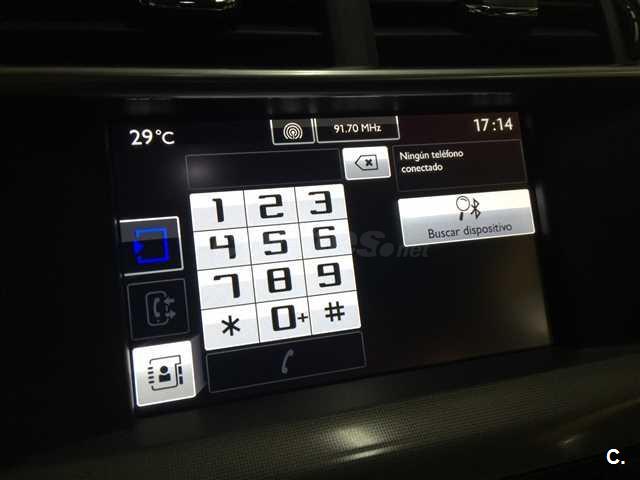 29°C
91.70 MHz
17:14
Ningún teléfono
conectado
Buscar dispositivo
1 2 3
4 5 6
7 8 9
* 0+ #
.net
C.